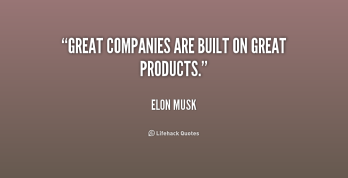 “GREAT COMPANIES ARE BUILT ON GREAT
PRODUCTS.”
ELON MUSK
Lifehack Quotes